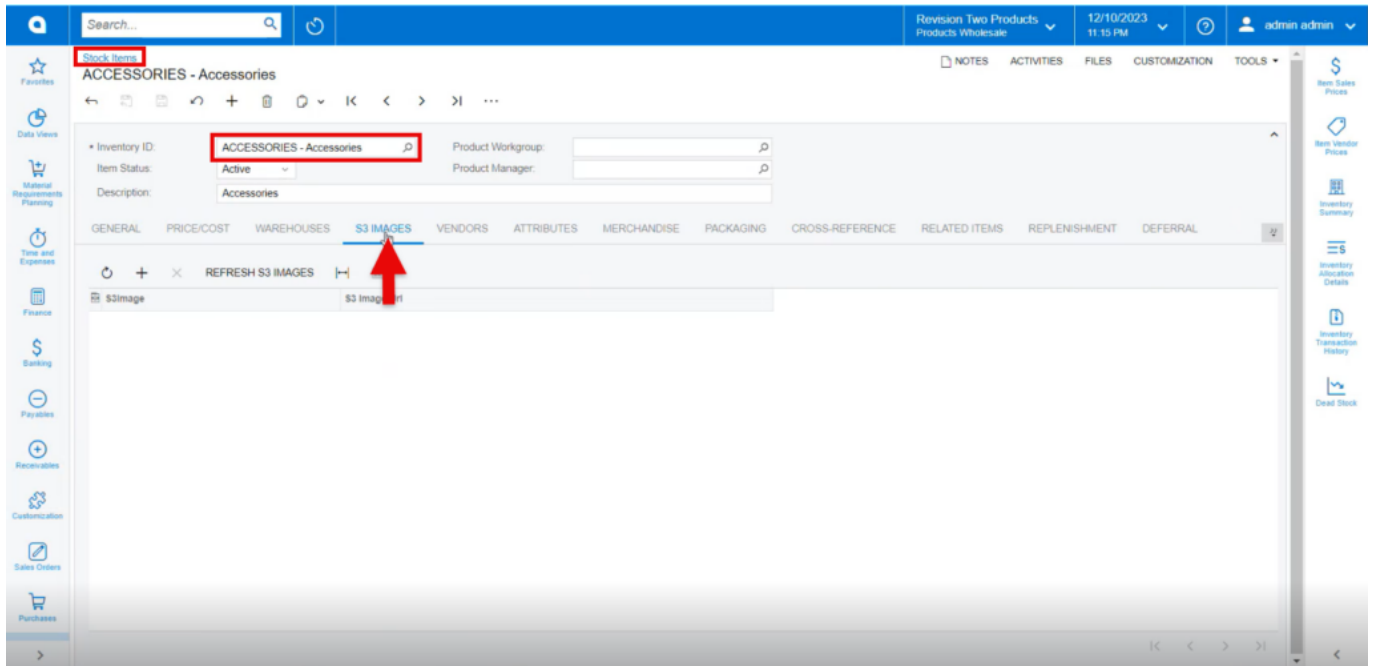 Search...
Revision Two Products
Products Wholesale
12/10/2023
11:15 PM
admin admin
Favorites
Data Views
Material
Requirements
Planning
Time and
Expenses
Finance
Banking
Payables
Receivables
Customization
Sales Orders
Purchases
Stock Items
ACCESSORIES - Accessories
NOTES ACTIVITIES FILES CUSTOMIZATION TOOLS
Inventory ID: ACCESSORIES - Accessories Product Workgroup:
Item Status: Active Product Manager:
Description: Accessories
GENERAL PRICE/COST WAREHOUSES S3 IMAGES VENDORS ATTRIBUTES MERCHANDISE PACKAGING CROSS-REFERENCE RELATED ITEMS REPLENISHMENT DEFERRAL
REFRESH S3 IMAGES
S3Image S3 Image
Item Sales
Prices
Item Vendor
Prices
Inventory
Summary
Inventory
Allocation
Details
Inventory
Transaction
History
Dead Stock